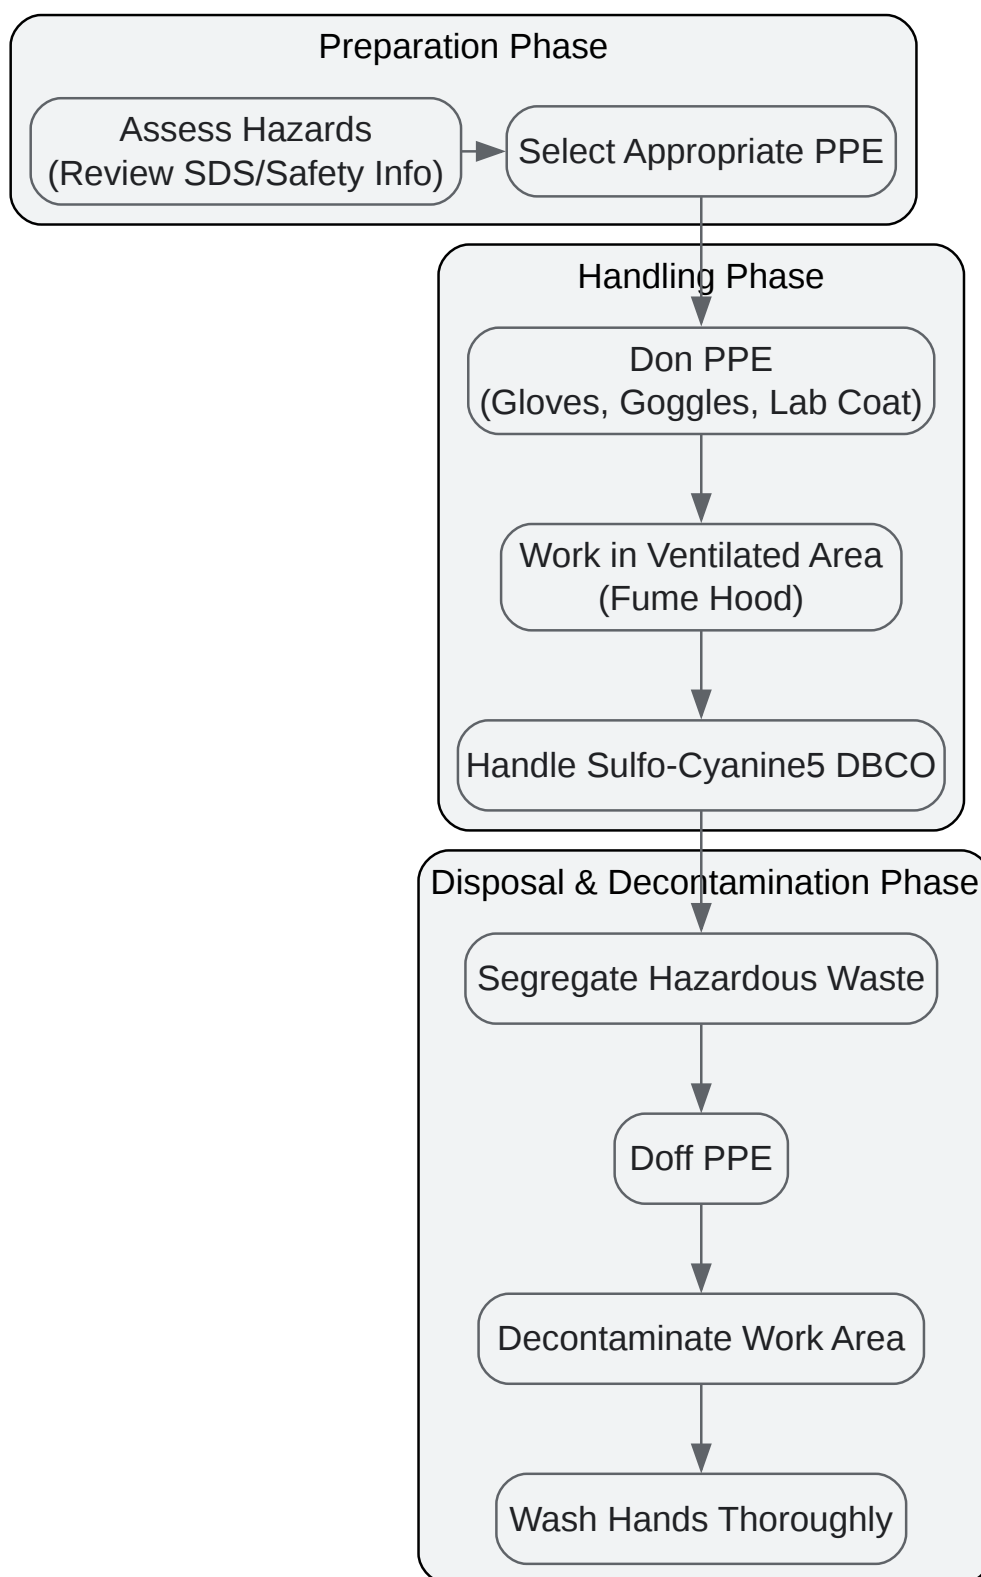 Preparation Phase
Assess Hazards
(Review SDS/Safety Info)
Select Appropriate PPE
Handling Phase
Don PPE
(Gloves, Goggles, Lab Coat)
Work in Ventilated Area
(Fume Hood)
Handle Sulfo-Cyanine5 DBCO
Disposal & Decontamination Phase
Segregate Hazardous Waste
Doff PPE
Decontaminate Work Area
Wash Hands Thoroughly